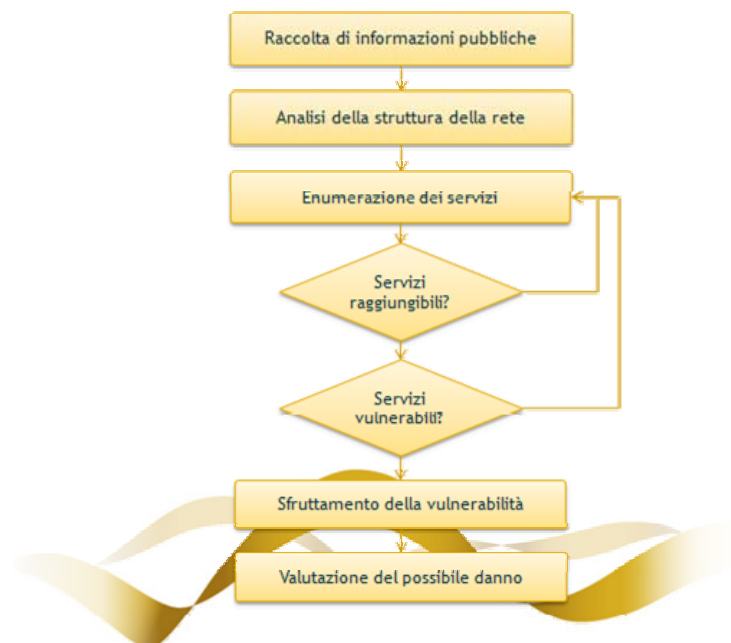 Raccolta di informazioni pubbliche
Analisi della struttura della rete
Enumerazione dei servizi
Servizi
raggiungibili?
Servizi
vulnerabili?
Sfruttamento della vulnerabilità
Valutazione del possibile danno